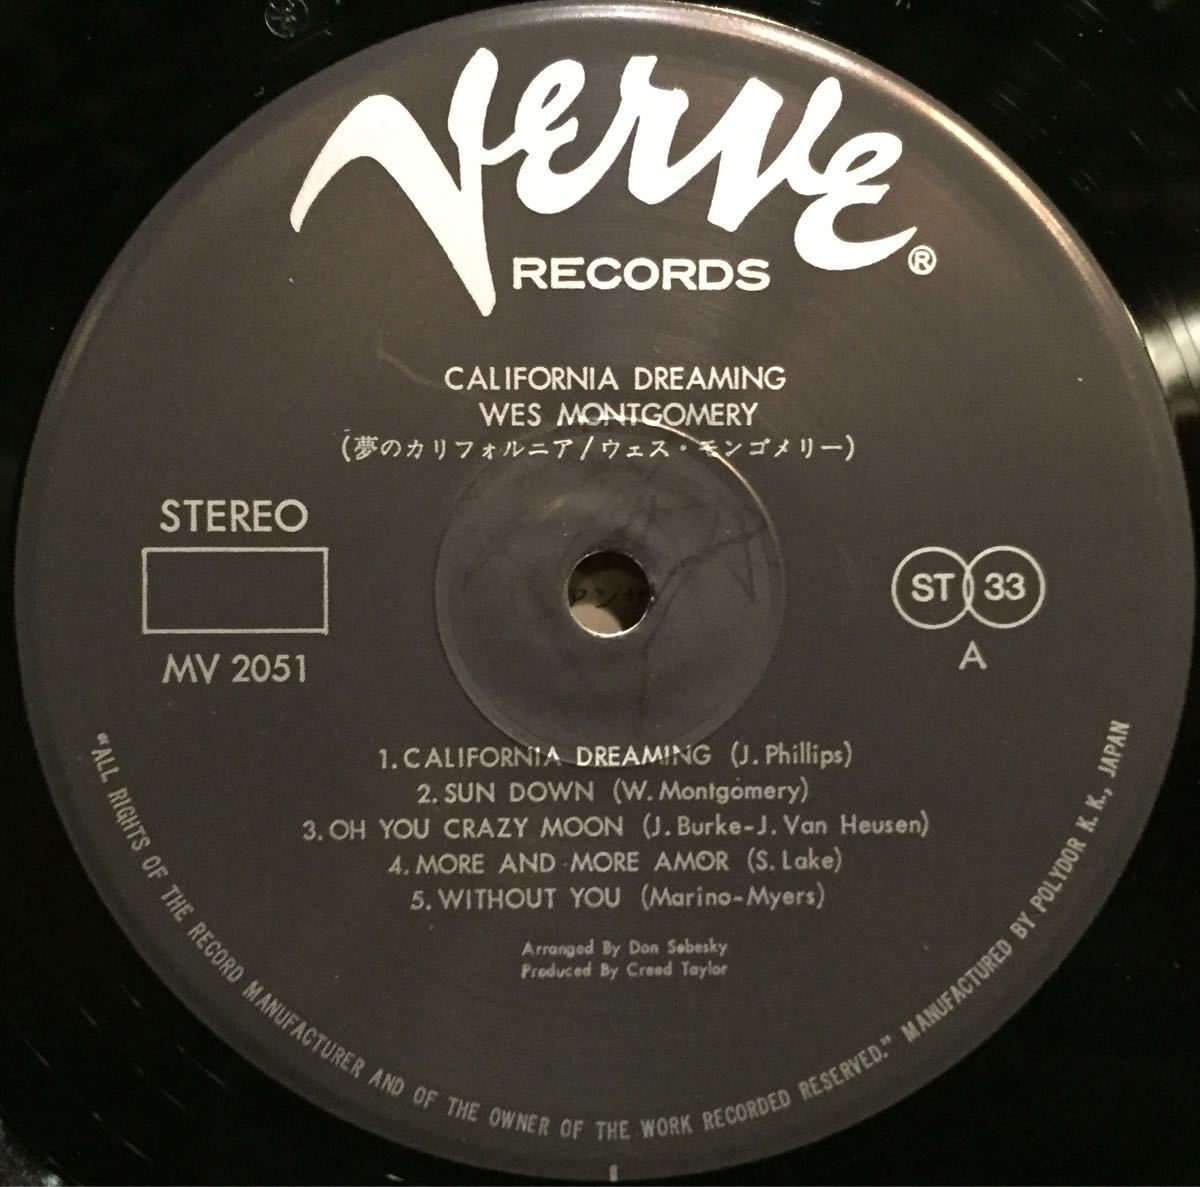 Verve
RECORDS ®
CALIFORNIA DREAMING
WES MONTGOMERY
(夢のカリフォルニア/ウェス・モンゴメリー)
STEREO
MV 2051
ST 33
A
1. CALIFORNIA DREAMING (J. Phillips)
2. SUN DOWN (W. Montgomery)
3. OH YOU CRAZY MOON (J. Burke-J. Van Heusen)
4. MORE AND MORE AMOR (S. Lake)
5. WITHOUT YOU (Marino-Myers)
Arranged By Don Sebesky
Produced By Creed Taylor
"ALL RIGHTS OF THE RECORD MANUFACTURER AND OF THE OWNER OF THE WORK RECORDED RESERVED." MANUFACTURED BY POLYDOR K. K., JAPAN